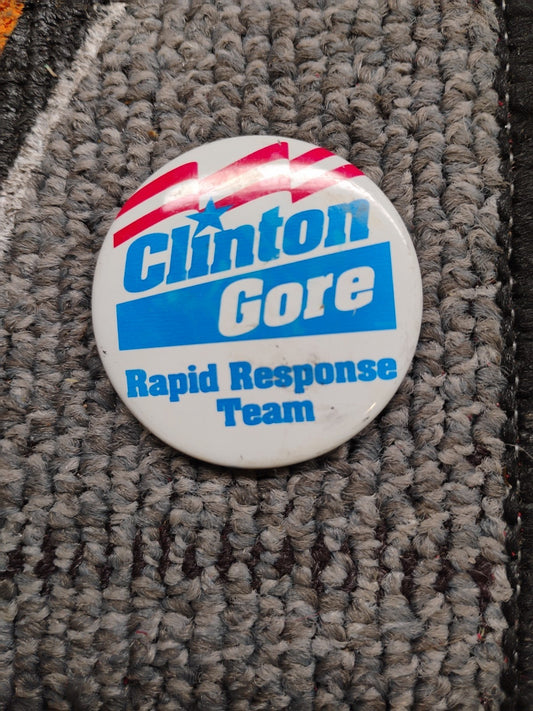 Clinton
Gore
Rapid Response
Team